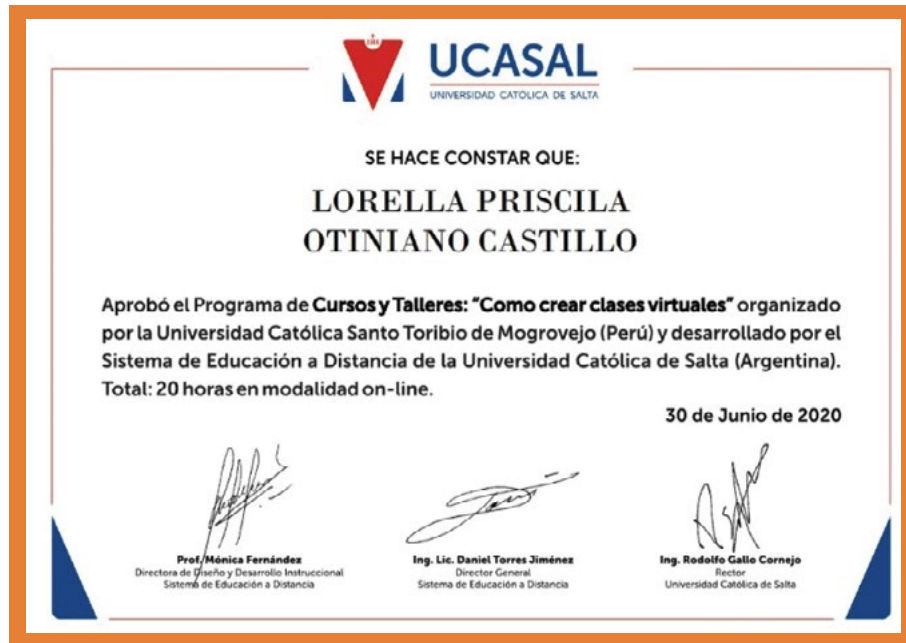 UCASAL
UNIVERSIDAD CATOLICA DE SALTA
SE HACE CONSTAR QUE:
LORELLA PRISCILA
OTINIANO CASTILLO
Aprobó el Programa de Cursos y Talleres: “Como crear clases virtuales” organizado
por la Universidad Católica Santo Toribio de Mogrovejo (Perú) y desarrollado por el
Sistema de Educación a Distancia de la Universidad Católica de Salta (Argentina).
Total: 20 horas en modalidad on-line.
30 de Junio de 2020
Prof. Mónica Fernández
Directora de Diseño y Desarrollo Instruccional
Sistema de Educación a Distancia
Ing. Lic. Daniel Torres Jiménez
Director General
Sistema de Educación a Distancia
Ing. Rodolfo Gallo Cornejo
Rector
Universidad Católica de Salta